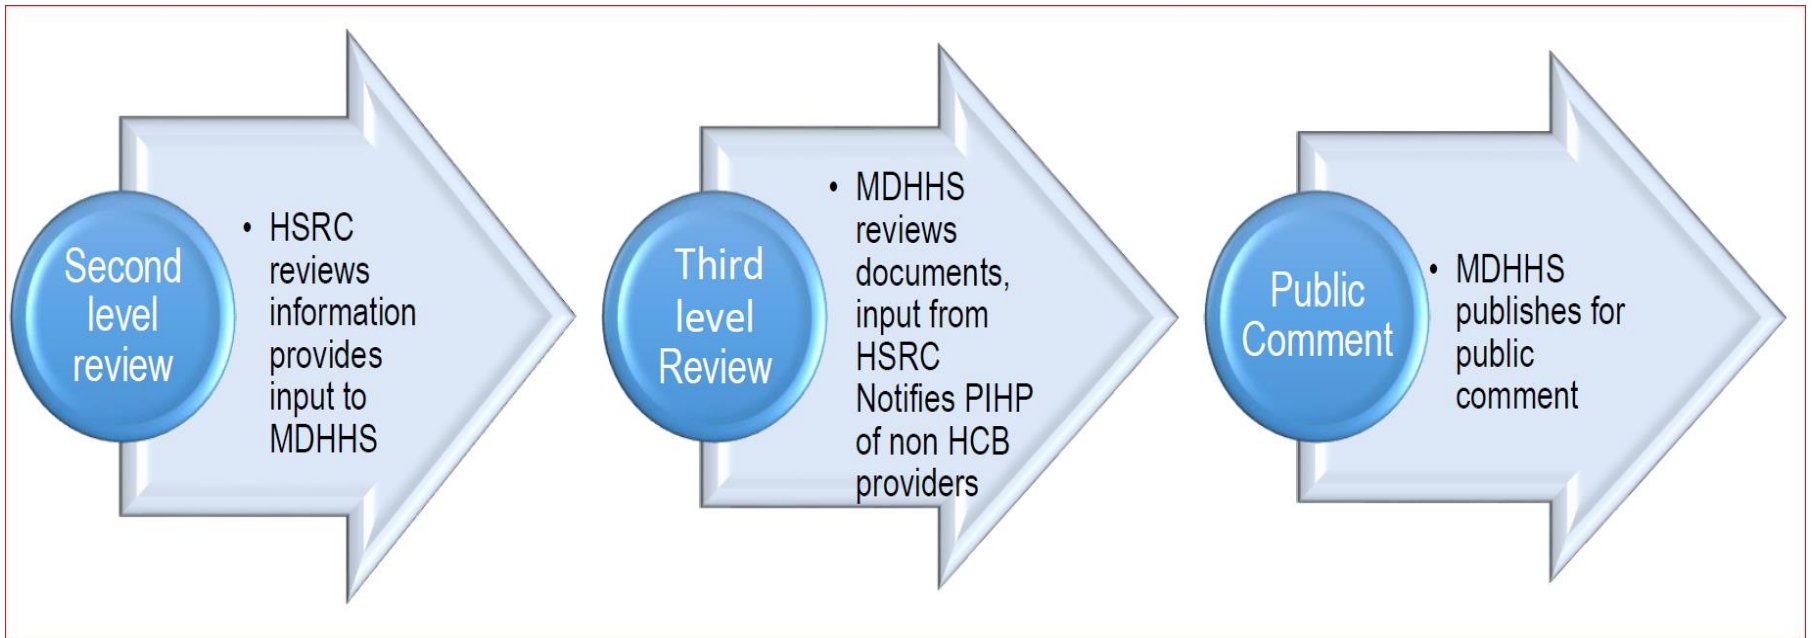 Second
level
review
• HSRC
reviews
information
provides
input to
MDHHS
Third
level
Review
• MDHHS
reviews
documents,
input from
HSRC
Notifies PIHP
of non HCB
providers
Public
Comment
• MDHHS
publishes for
public
comment